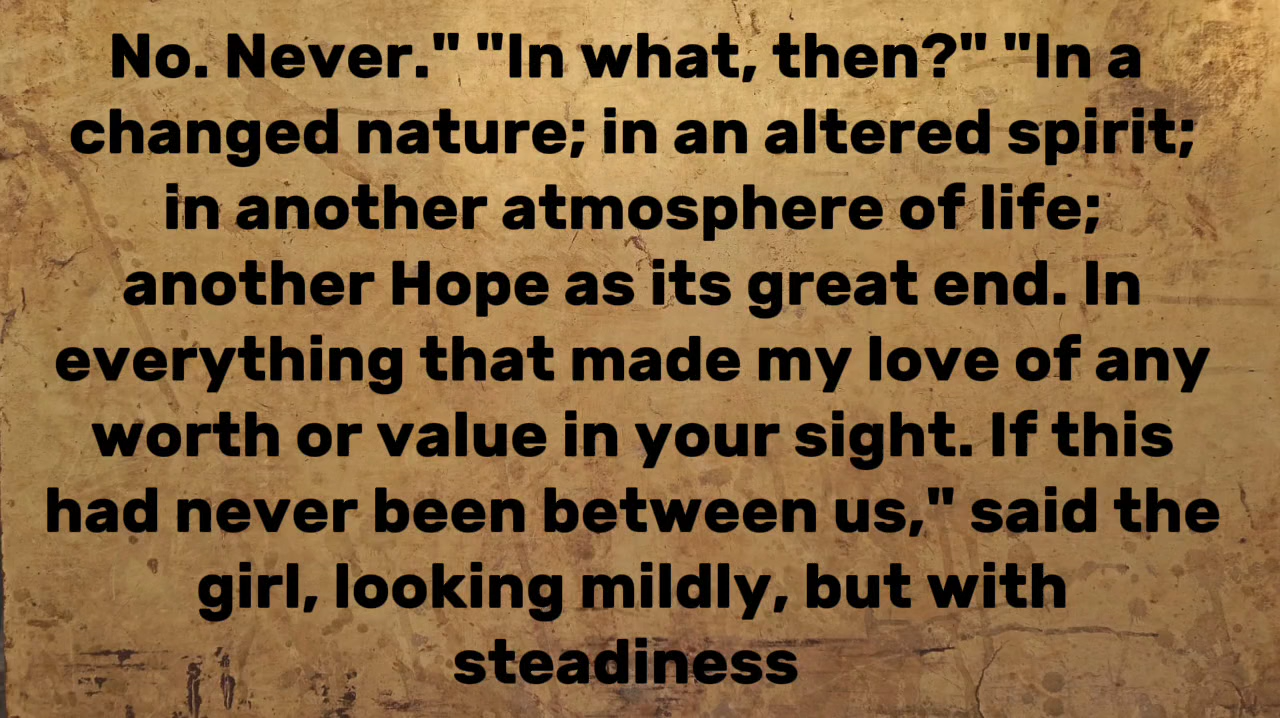 No. Never." "In what, then?" "In a
changed nature; in an altered spirit;
in another atmosphere of life;
another Hope as its great end. In
everything that made my love of any
worth or value in your sight. If this
had never been between us," said the
girl, looking mildly, but with
steadiness